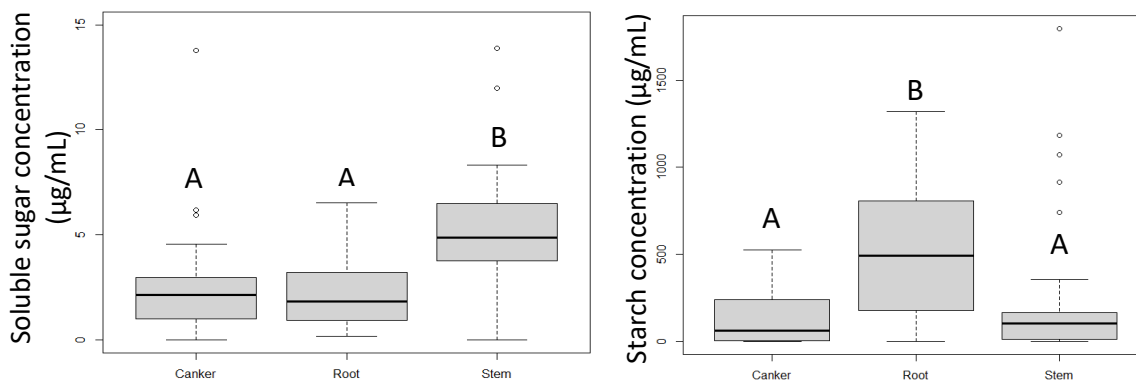 Soluble sugar concentration
(µg/mL)
15
10
5
0
A
A
B
Canker
Root
Stem
Starch concentration (µg/mL)
1500
1000
500
0
A
B
A
Canker
Root
Stem